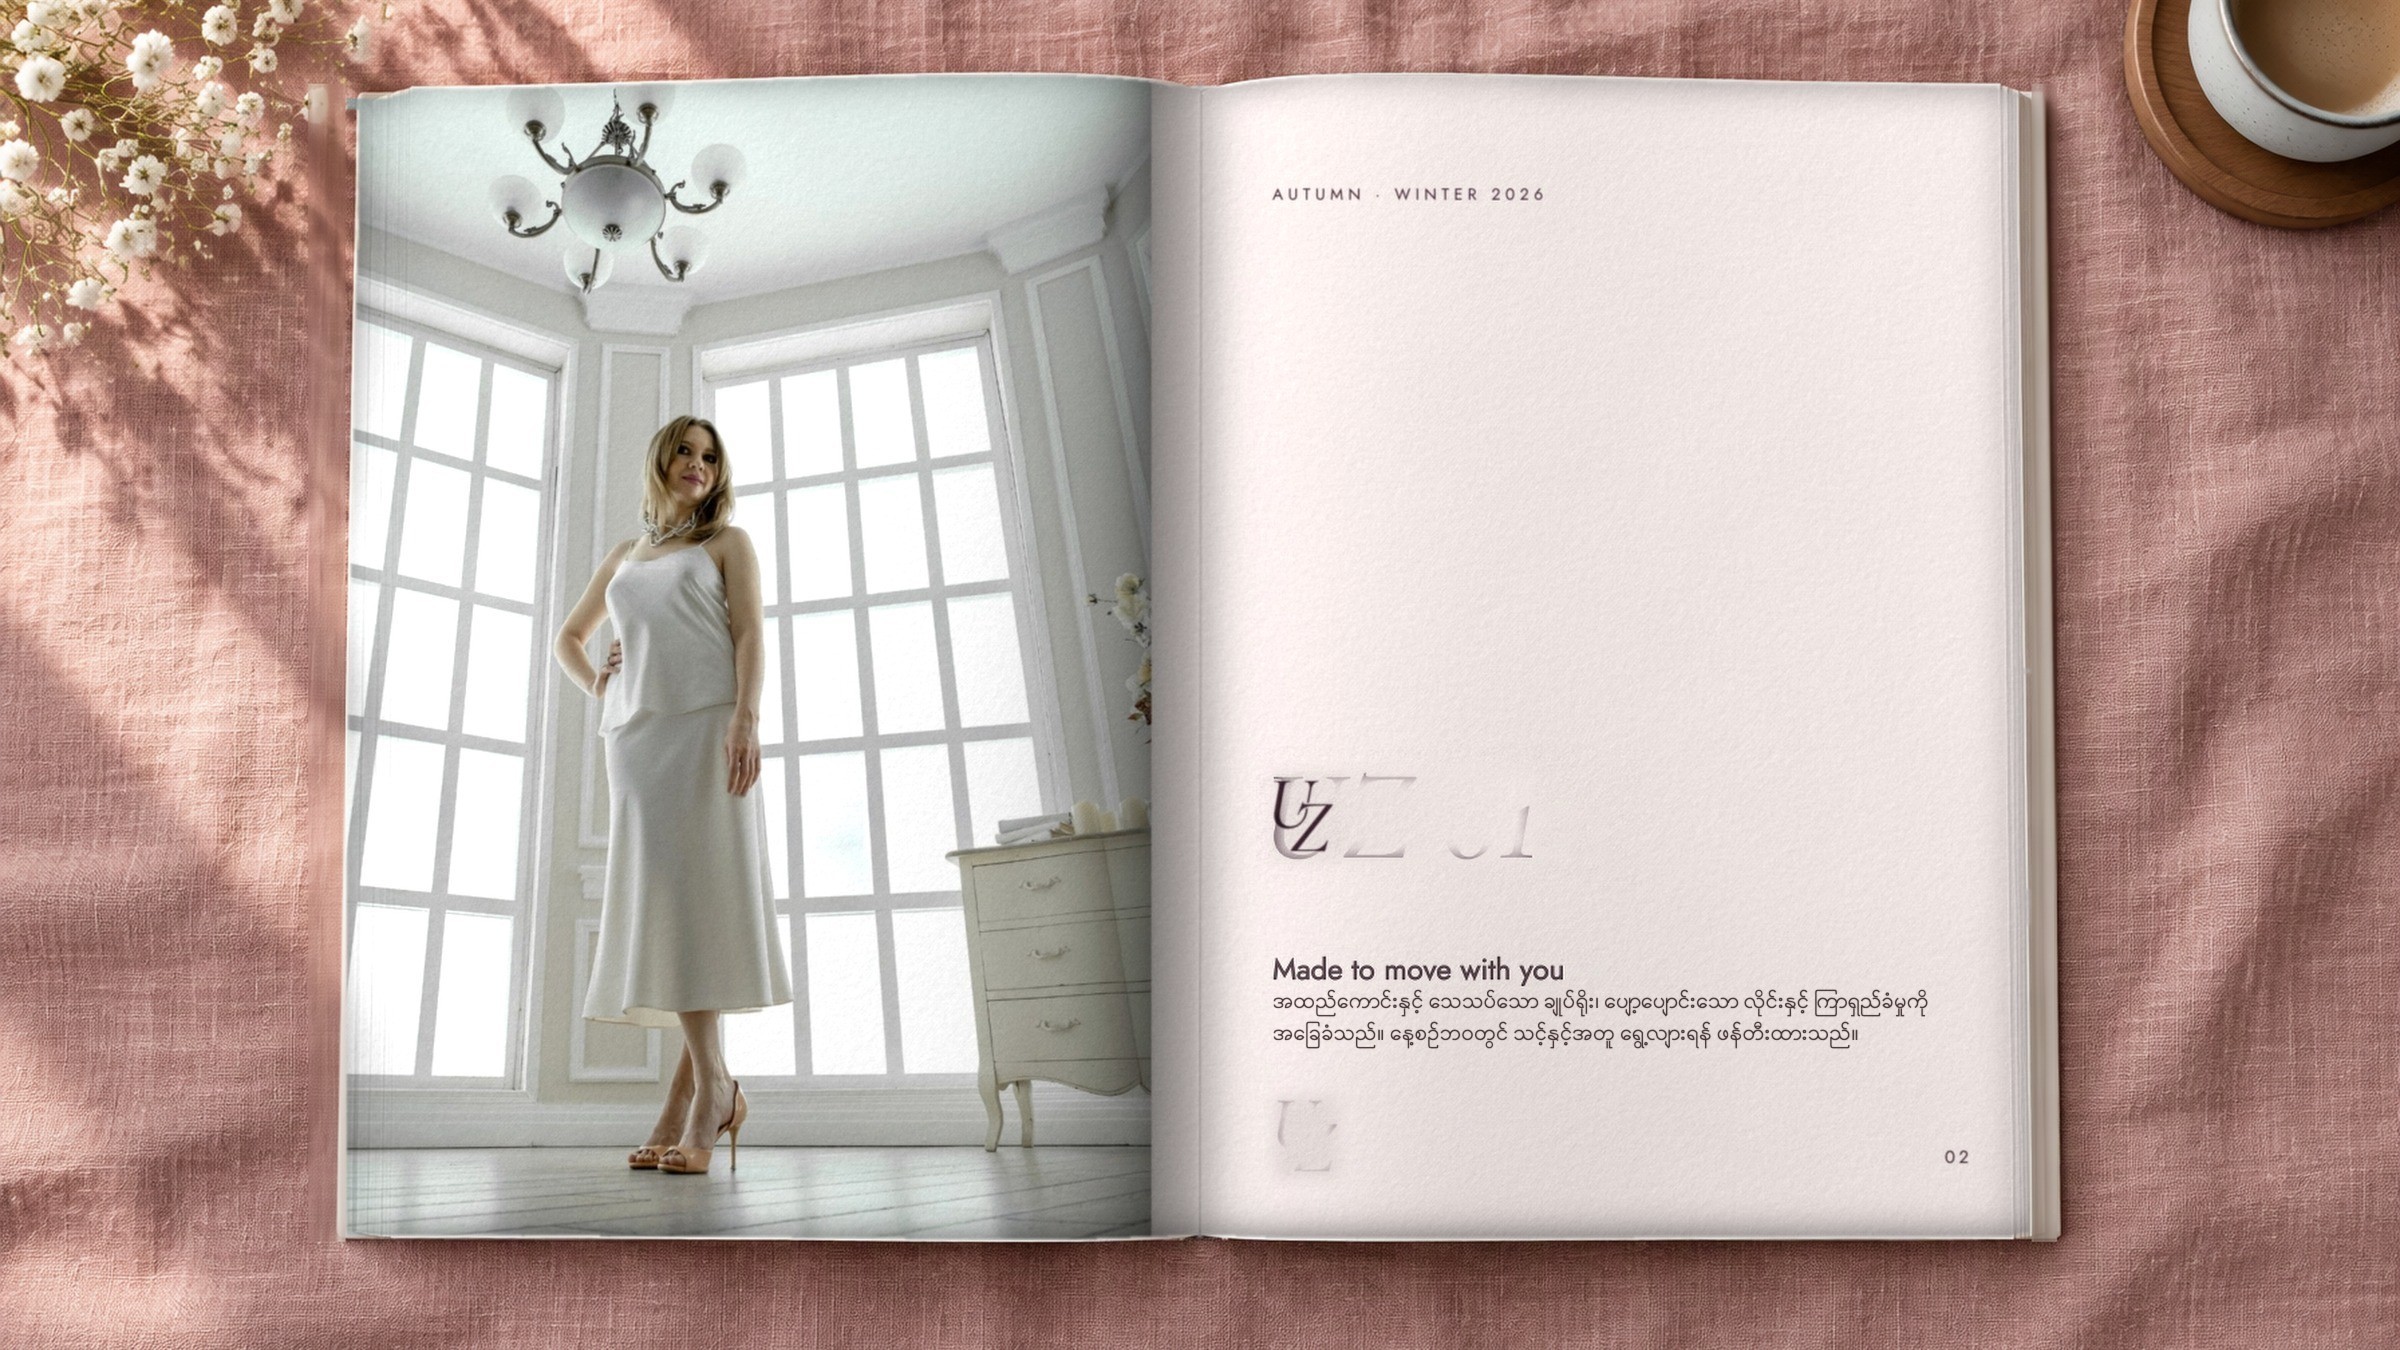 AUTUMN · WINTER 2026
UZ
UZ 01
Made to move with you
အထည်ကောင်းနှင့် သေသပ်သော ချုပ်ရိုး၊ ပျော့ပျောင်းသော လိုင်းနှင့် ကြာရှည်ခံမှုကို
အခြေခံသည်။ နေ့စဉ်ဘဝတွင် သင့်နှင့်အတူ ရွေ့လျားရန် ဖန်တီးထားသည်။
UZ
02